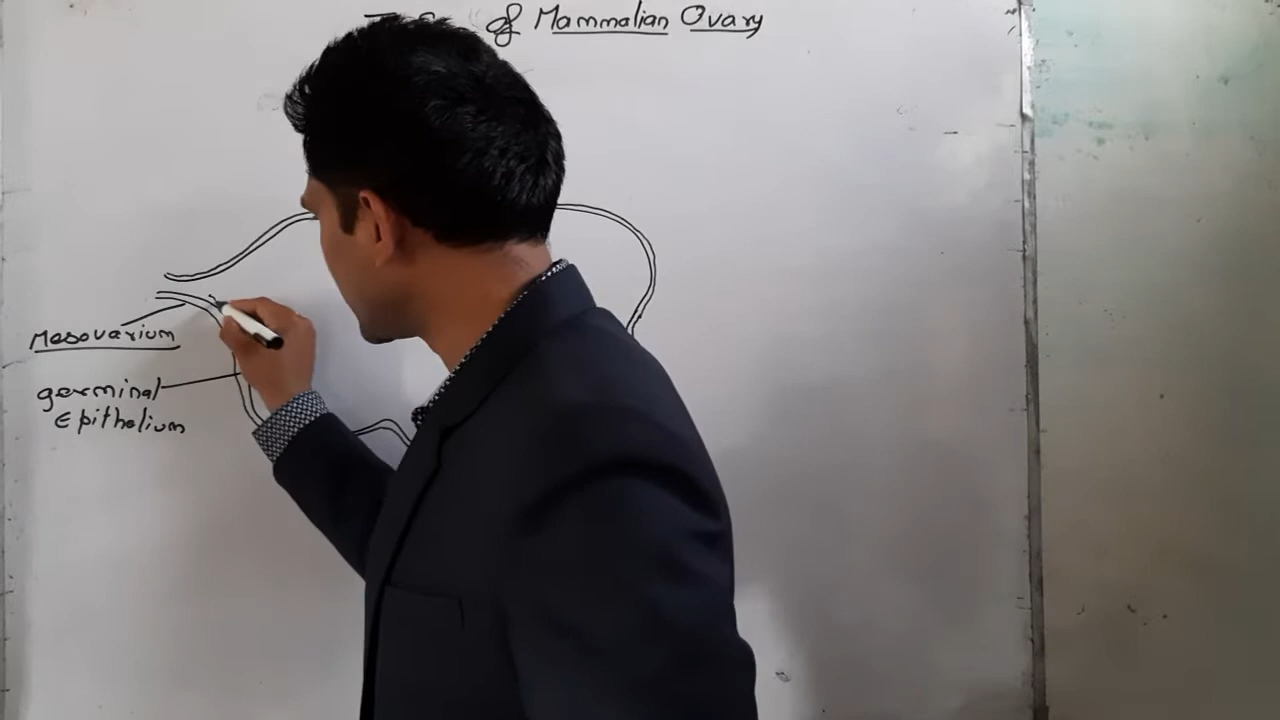 of Mammalian Ovary
Mesovarium
germinal
Epithelium